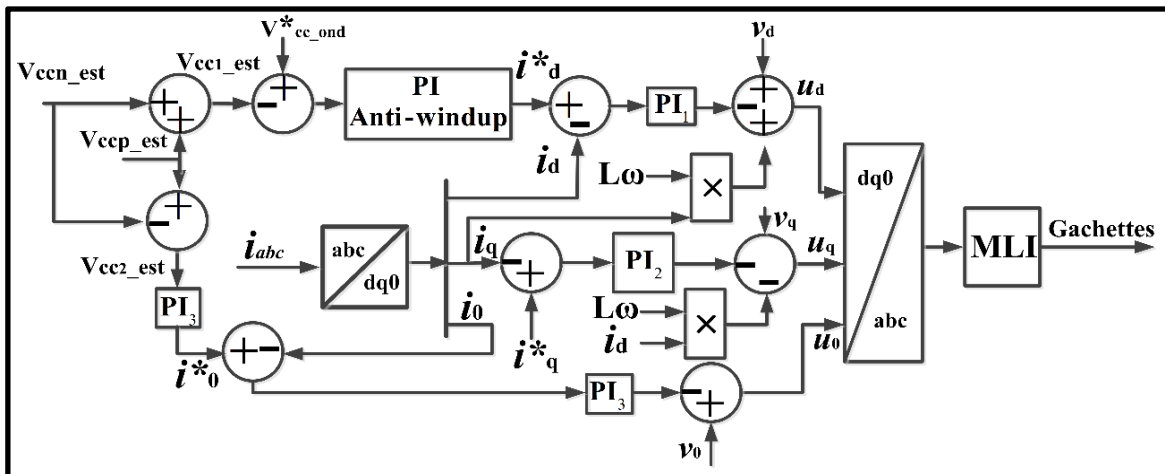 V*cc_ond
vd
Vccn_est
Vcc1_est
i*d
ud
PI
Anti-windup
PI1
Vccp_est
id
Lω
×
dq0
iabc
abc
dq0
iq
vq
uq
PI2
MLI
Gachettes
Vcc2_est
PI3
i0
Lω
id
×
abc
u0
i*0
i*q
PI3
v0